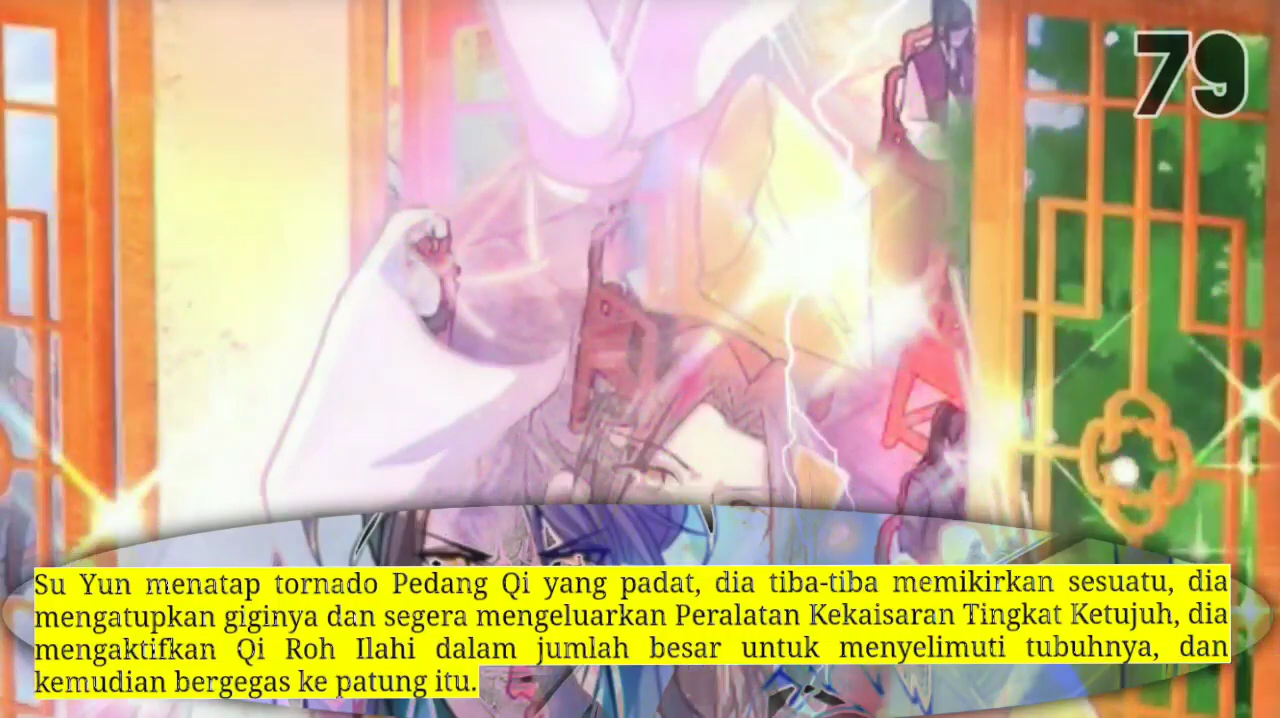 79
Su Yun menatap tornado Pedang Qi yang padat, dia tiba-tiba memikirkan sesuatu, dia
mengatupkan giginya dan segera mengeluarkan Peralatan Kekaisaran Tingkat Ketujuh, dia
mengaktifkan Qi Roh Ilahi dalam jumlah besar untuk menyelimuti tubuhnya, dan
kemudian bergegas ke patung itu.